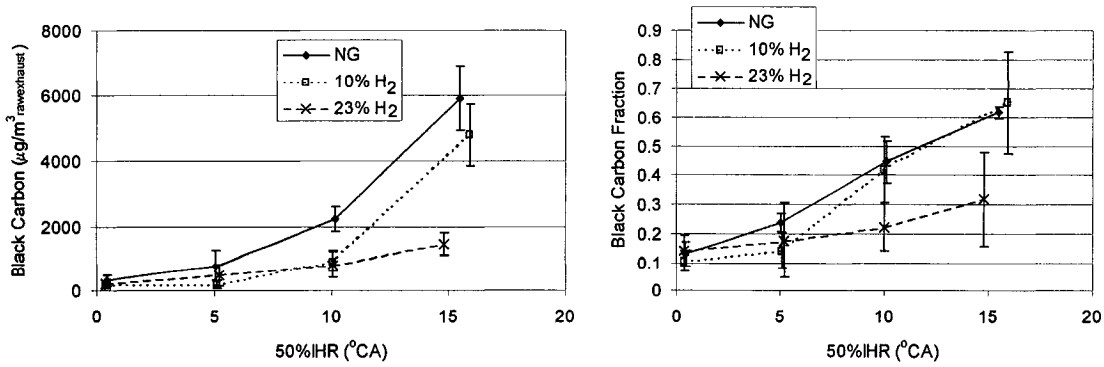 8000
6000
4000
2000
0
Black Carbon (μg/m³rawexhaust)
NG
10% H₂
23% H₂
0 5 10 15 20
50%IHR (°CA)
0.9
0.8
0.7
0.6
0.5
0.4
0.3
0.2
0.1
0
Black Carbon Fraction
NG
10% H₂
23% H₂
0 5 10 15 20
50%IHR (°CA)